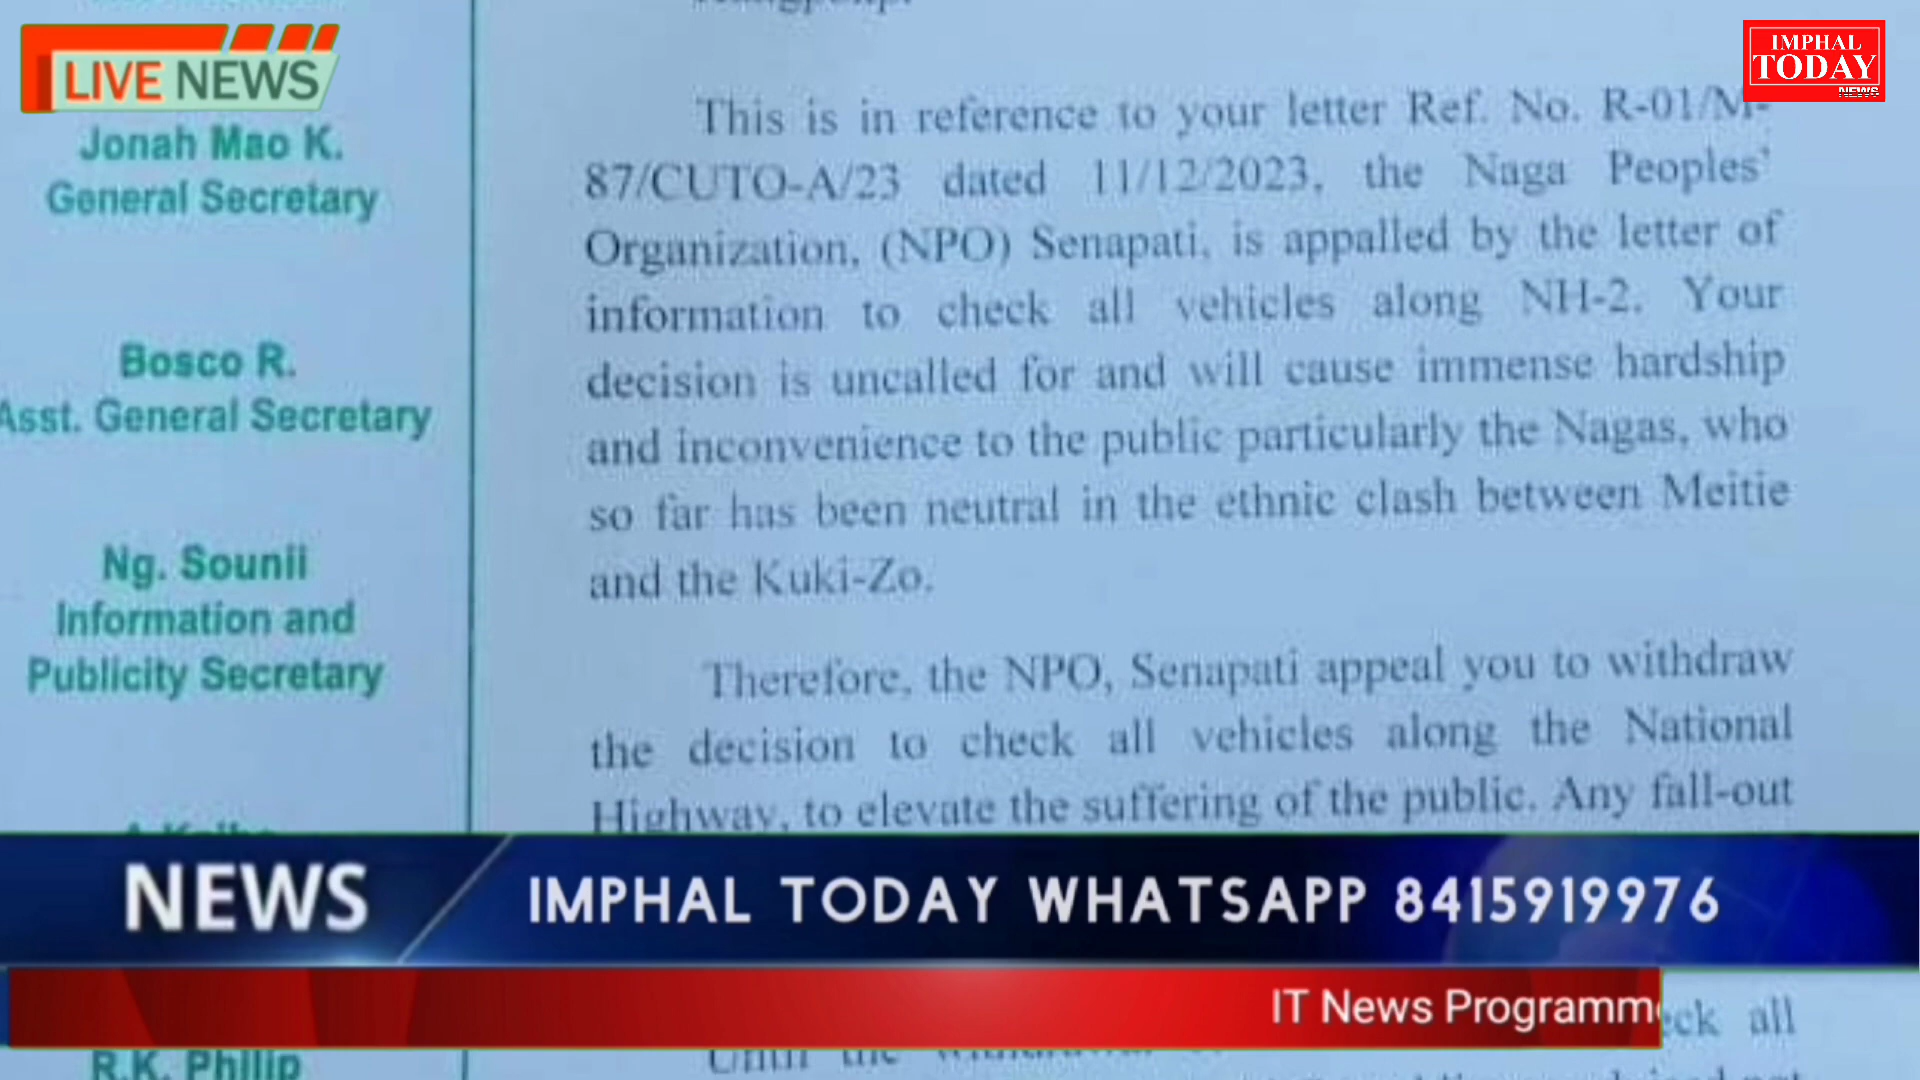 LIVE NEWS
IMPHAL
TODAY
NEWS
Jonah Mao K.
General Secretary
Bosco R.
Asst. General Secretary
Ng. Sounii
Information and
Publicity Secretary
R.K. Philip
This is in reference to your letter Ref. No. R-01/M-
87/CUTO-A/23 dated 11/12/2023, the Naga Peoples'
Organization, (NPO) Senapati, is appalled by the letter of
information to check all vehicles along NH-2. Your
decision is uncalled for and will cause immense hardship
and inconvenience to the public particularly the Nagas, who
so far has been neutral in the ethnic clash between Meitie
and the Kuki-Zo.
Therefore, the NPO, Senapati appeal you to withdraw
the decision to check all vehicles along the National
Highway, to elevate the suffering of the public. Any fall-out
all
Until the
NEWS
IMPHAL TODAY WHATSAPP 8415919976
IT News Programm